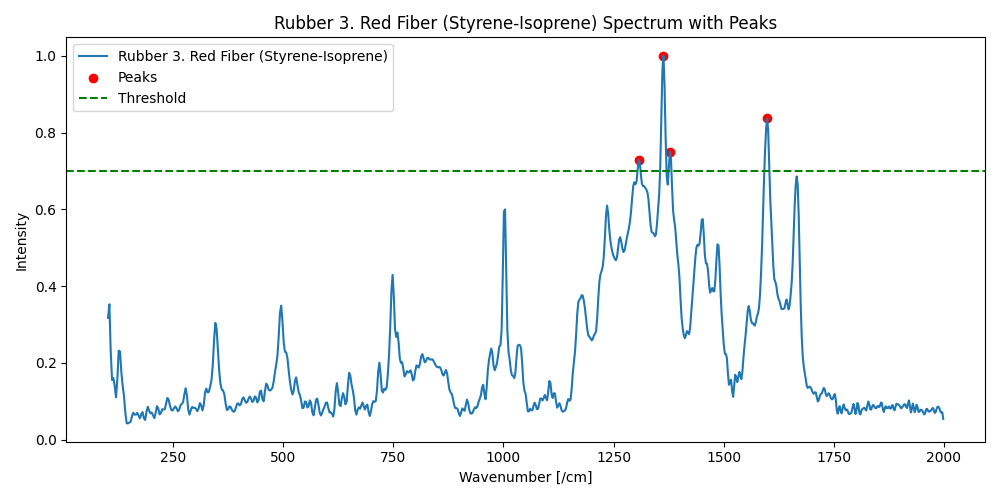 Rubber 3. Red Fiber (Styrene-Isoprene) Spectrum with Peaks
Rubber 3. Red Fiber (Styrene-Isoprene)
Peaks
Threshold
1.0
0.8
0.6
0.4
0.2
0.0
Intensity
250 500 750 1000 1250 1500 1750 2000
Wavenumber [/cm]